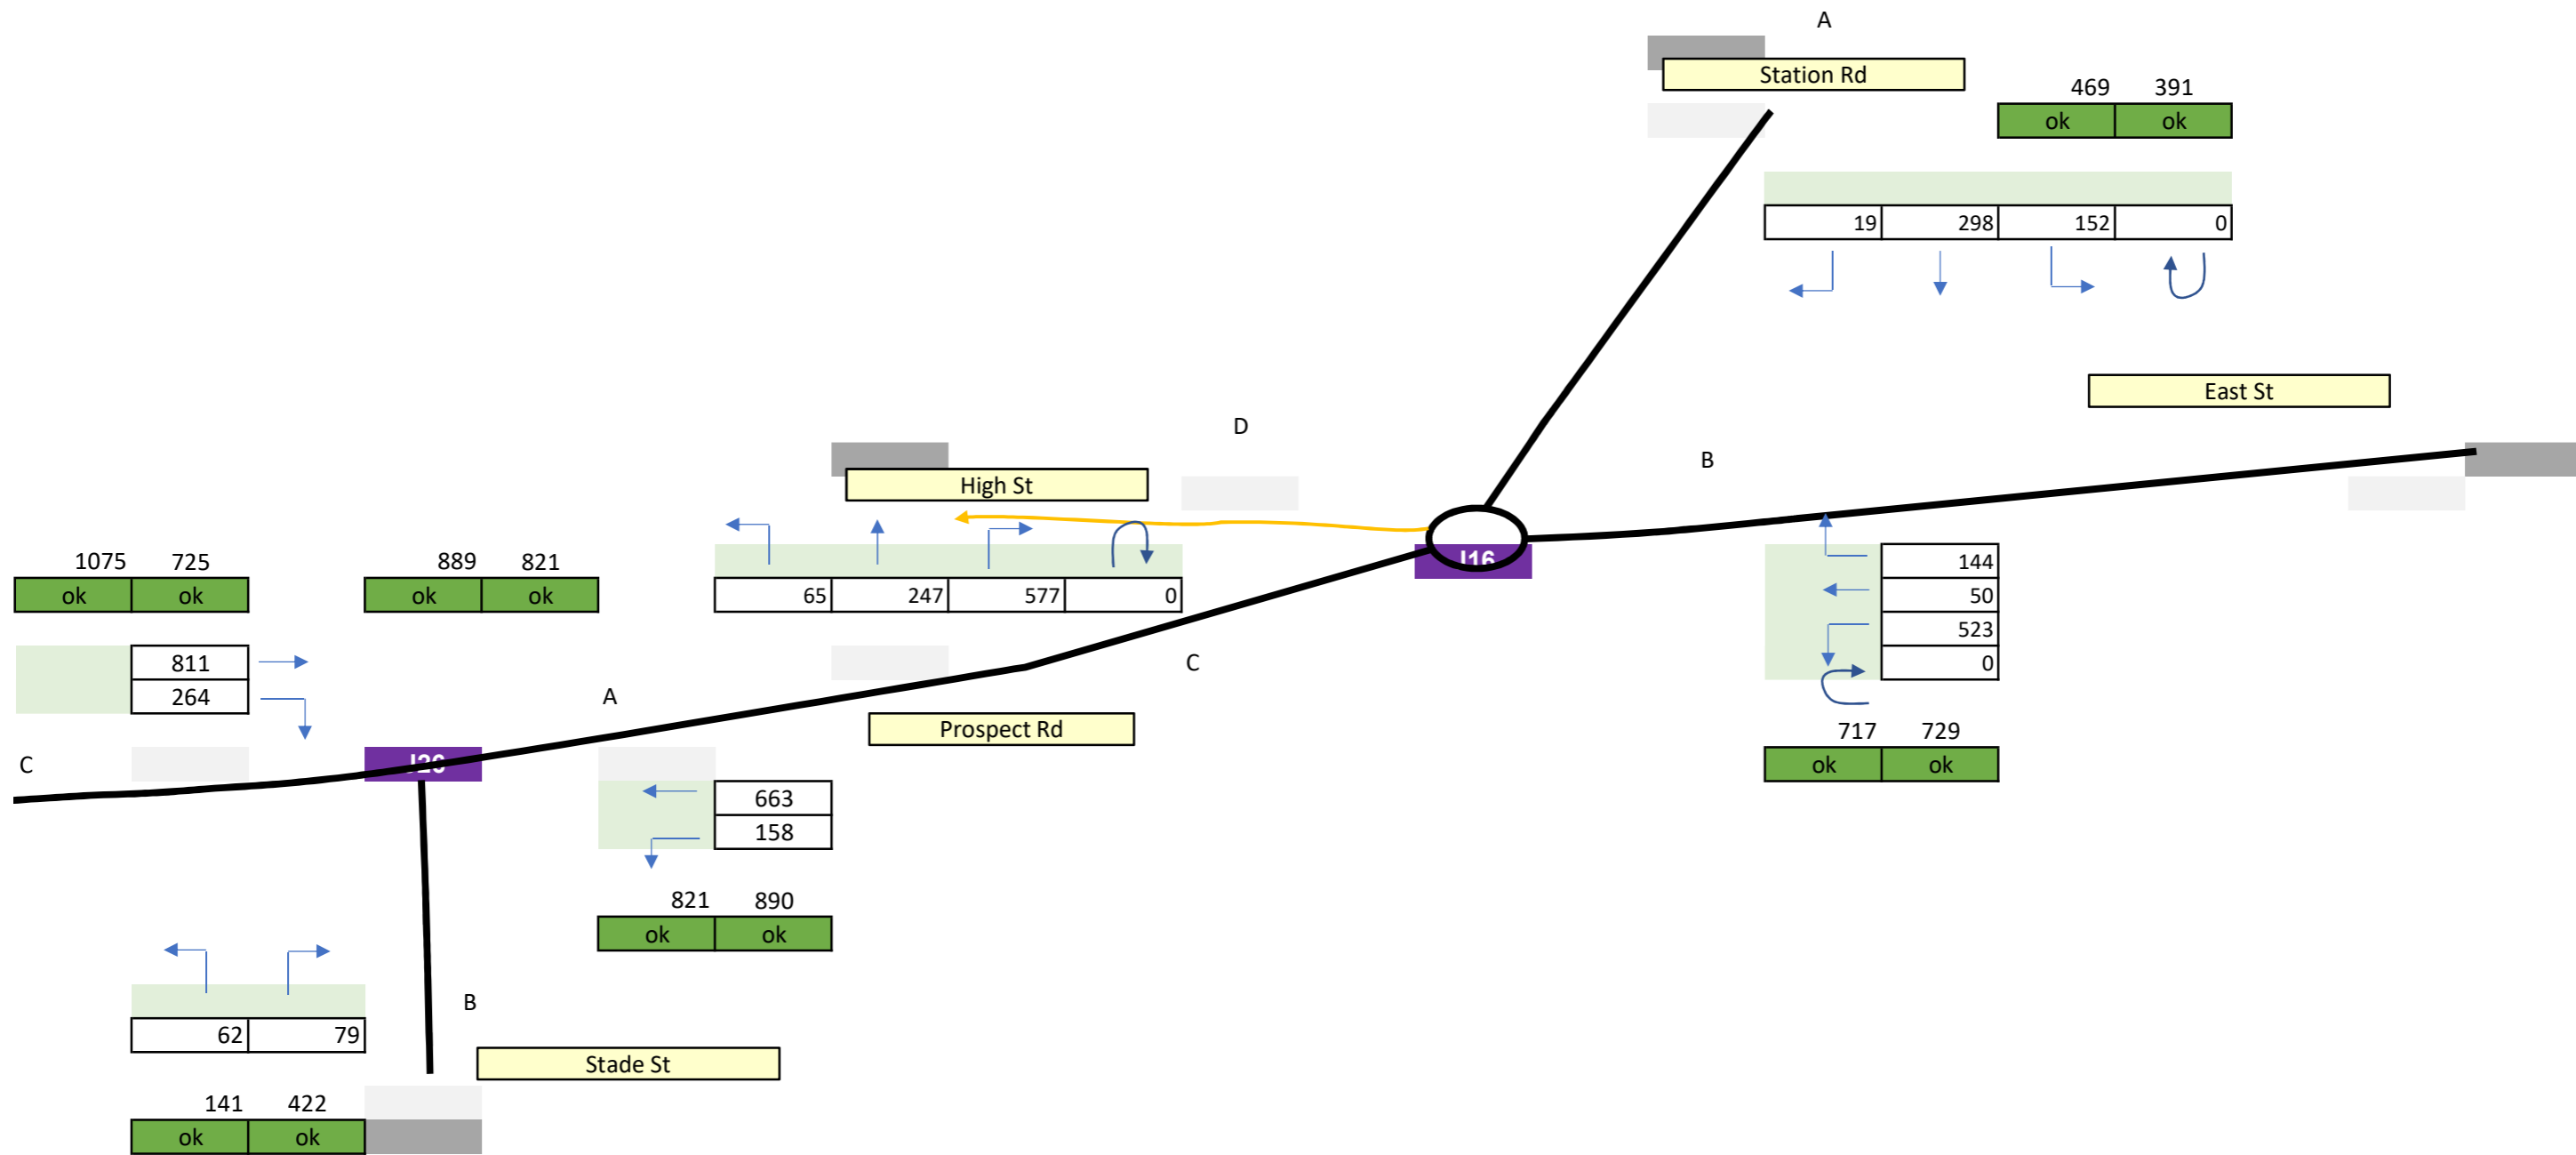 A
Station Rd
469 391
ok ok
19 298 152 0
East St
D
B
High St
J16
1075 725
889 821
ok ok
ok ok
65 247 577 0
144
50
523
0
811
264
C
A
Prospect Rd
717 729
ok ok
C
663
158
821 890
ok ok
B
62 79
Stade St
141 422
ok ok